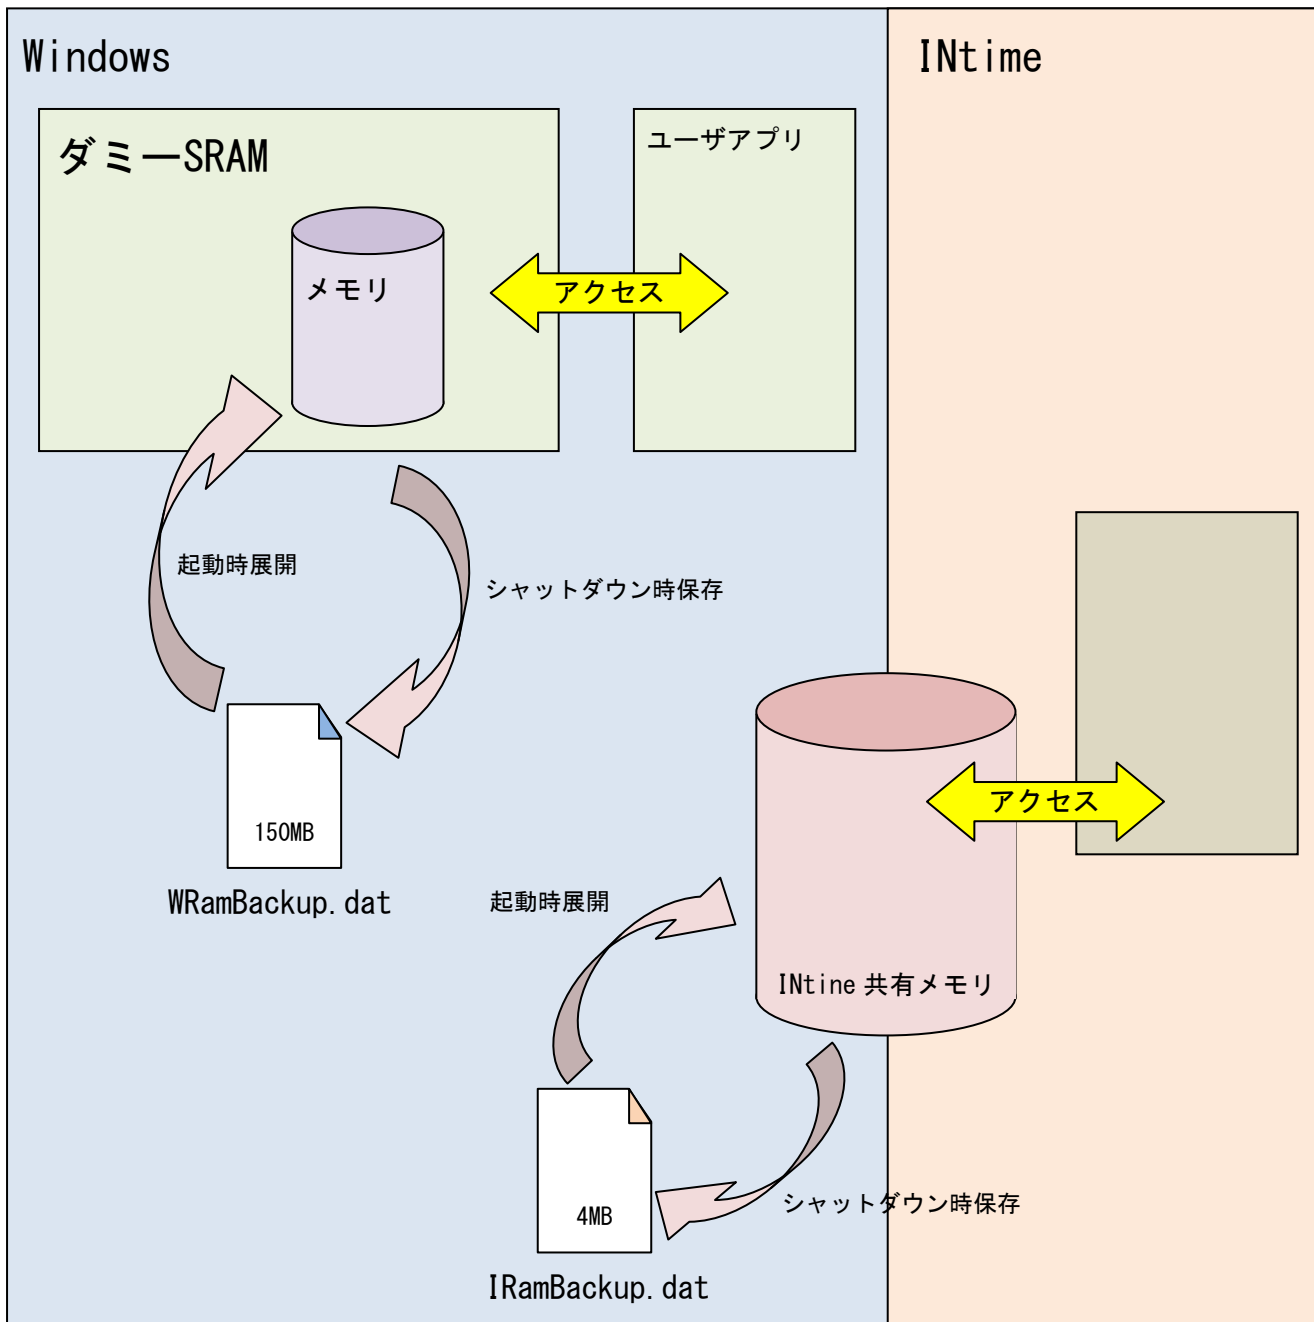 Windows
INtime
ダミーSRAM
ユーザアプリ
メモリ
アクセス
起動時展開
シャットダウン時保存
150MB
WRamBackup.dat
アクセス
起動時展開
INtine 共有メモリ
4MB
シャットダウン時保存
IRamBackup.dat